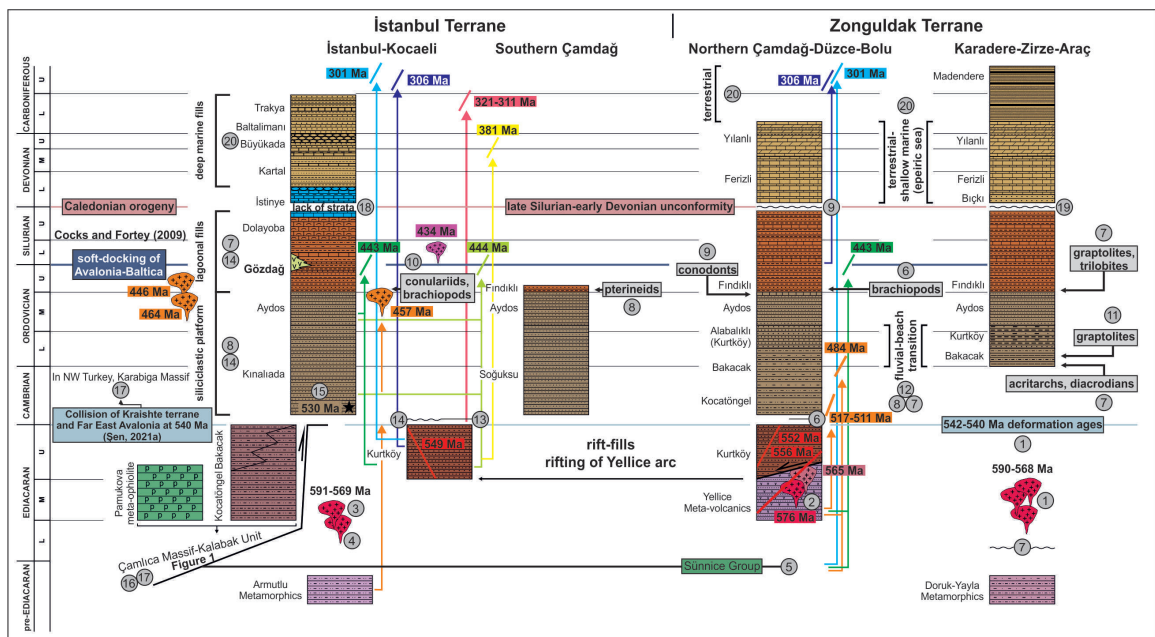 İstanbul Terrane
Zonguldak Terrane
İstanbul-Kocaeli
Southern Çamdağ
Northern Çamdağ-Düzce-Bolu
Karadere-Zirze-Araç
CARBONIFEROUS
U
L
DEVONIAN
U
M
L
SILURIAN
U
L
ORDOVICIAN
U
M
L
CAMBRIAN
EDIACARAN
U
M
L
pre-EDIACARAN
Caledonian orogeny
Cocks and Fortey (2009)
soft-docking of
Avalonia-Baltica
446 Ma
464 Ma
In NW Turkey, Karabiga Massif
17
Collision of Kraishte terrane
and Far East Avalonia at 540 Ma
(Şen, 2021a)
Pamukova
meta-ophiolite
Kocatöngel Bakacak
Çamlıca Massif-Kalabak Unit
Figure 1
16
17
deep marine fills
20
lagoonal fills
7
14
siliciclastic platform
8
14
Trakya
Baltalimanı
Büyükada
Kartal
İstinye
Dolayoba
Gözdağ
Aydos
Kınalıada
lack of strata
18
15
530 Ma
301 Ma
306 Ma
321-311 Ma
381 Ma
443 Ma
434 Ma
444 Ma
10
conulariids,
brachiopods
457 Ma
14
13
Kurtköy
549 Ma
591-569 Ma
3
4
Armutlu
Metamorphics
late Silurian-early Devonian unconformity
Fındıklı
Aydos
Soğuksu
pterineids
8
rift-fills
rifting of Yellice arc
Sünnice Group
5
terrestrial
20
306 Ma
301 Ma
Yılanlı
Ferizli
9
9
conodonts
443 Ma
6
Fındıklı
brachiopods
Aydos
Alabalıklı
(Kurtköy)
Bakacak
Kocatöngel
fluvial-beach
transition
484 Ma
12
8
7
6
517-511 Ma
Kurtköy
552 Ma
556 Ma
565 Ma
Yellice
Meta-volcanics
2
576 Ma
20
terrestrial-
shallow marine
(epeiric sea)
Madendere
Yılanlı
Ferizli
Bıçkı
19
7
graptolites,
trilobites
Fındıklı
Aydos
11
Kurtköy
graptolites
Bakacak
acritarchs, diacrodians
7
542-540 Ma deformation ages
1
590-568 Ma
1
7
Doruk-Yayla
Metamorphics